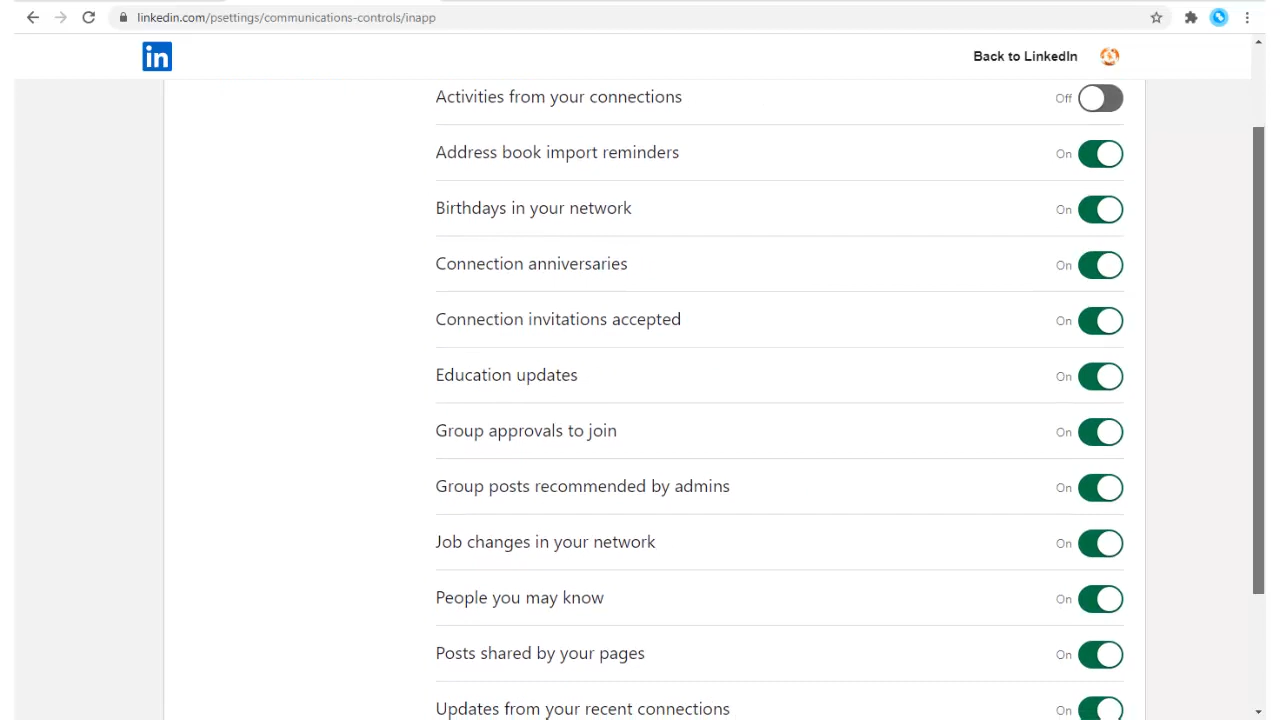 linkedin.com/psettings/communications-controls/inapp
in
Back to LinkedIn
Activities from your connections
Off
Address book import reminders
On
Birthdays in your network
On
Connection anniversaries
On
Connection invitations accepted
On
Education updates
On
Group approvals to join
On
Group posts recommended by admins
On
Job changes in your network
On
People you may know
On
Posts shared by your pages
On
Updates from your recent connections
On